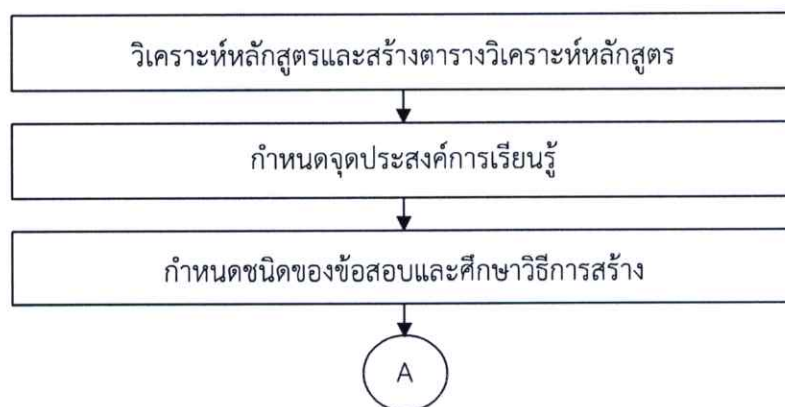 วิเคราะห์หลักสูตรและสร้างตารางวิเคราะห์หลักสูตร
กำหนดจุดประสงค์การเรียนรู้
กำหนดชนิดของข้อสอบและศึกษาวิธีการสร้าง
A